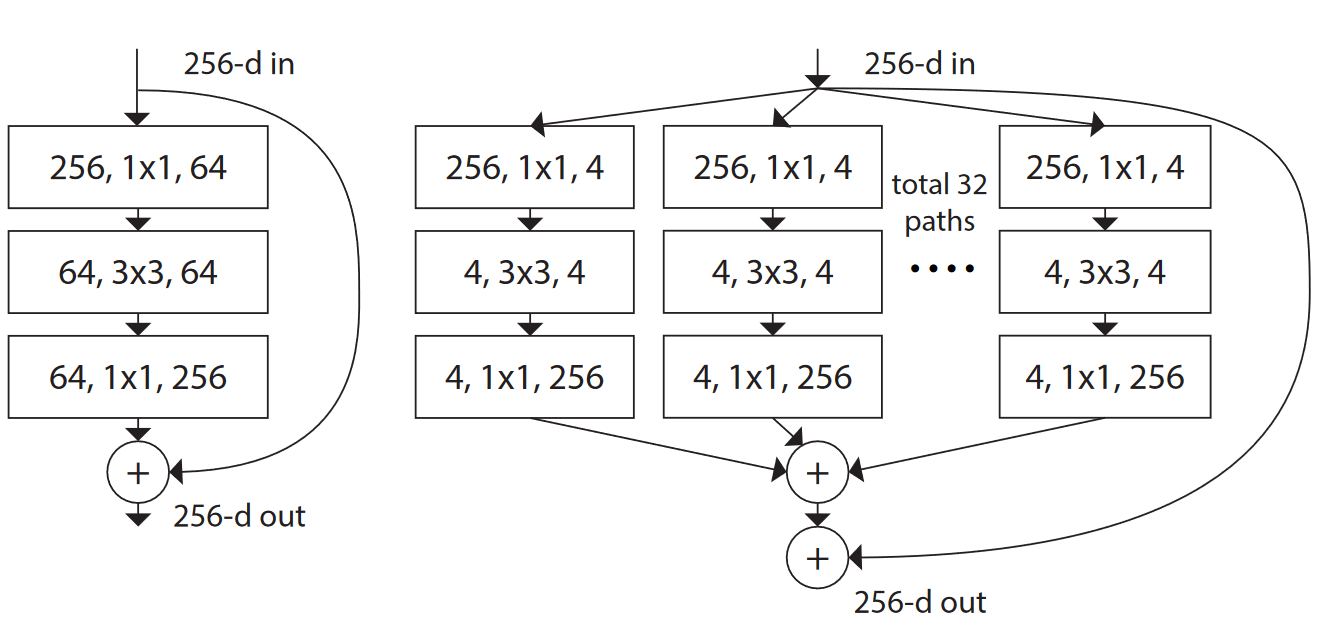 256-d in
256, 1x1, 64
64, 3x3, 64
64, 1x1, 256
+
256-d out
256-d in
256, 1x1, 4
256, 1x1, 4
total 32
paths
....
256, 1x1, 4
4, 3x3, 4
4, 3x3, 4
4, 3x3, 4
4, 1x1, 256
4, 1x1, 256
4, 1x1, 256
+
+
256-d out